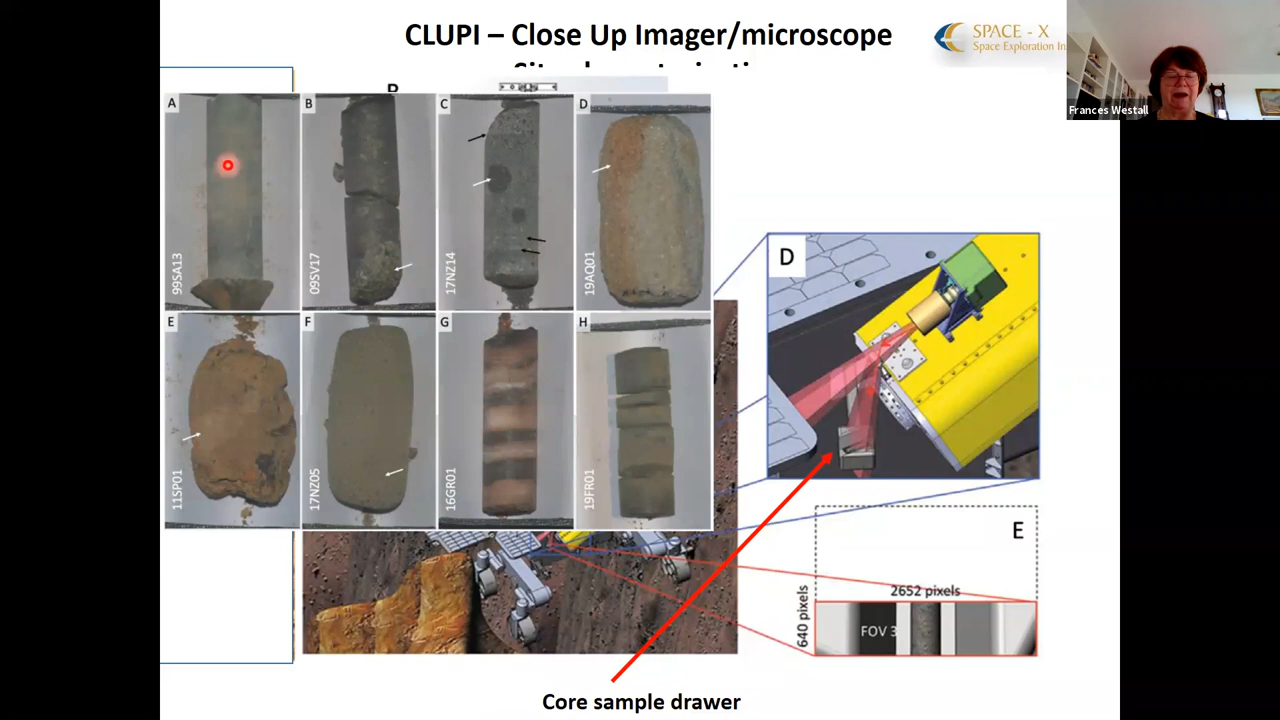 CLUPI – Close Up Imager/microscope
SPACE - X
Space Exploration In
Frances Westall
A
B
C
D
99SA13
09SV17
17NZ14
19AQ01
E
F
G
H
11SP01
17NZ05
16GR01
19FR01
D
E
2652 pixels
640 pixels
FOV 3
Core sample drawer